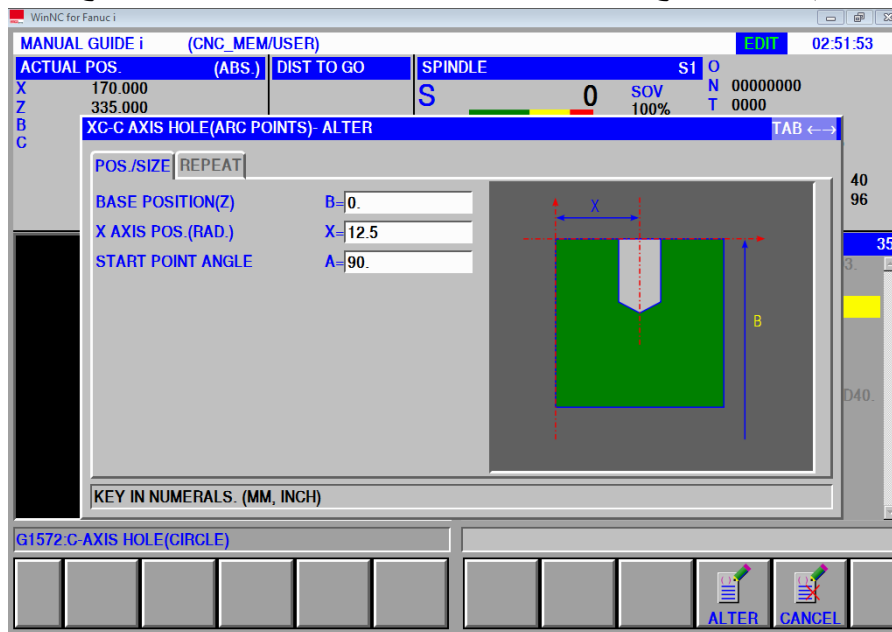 WinNC for Fanuc i
MANUAL GUIDE i (CNC_MEM/USER) EDIT 02:51:53
ACTUAL POS. (ABS.) DIST TO GO SPINDLE S1 O
X 170.000 S 0 SOV N 00000000
Z 335.000 100% T 0000
B XC-C AXIS HOLE(ARC POINTS)- ALTER TAB ←→
C
POS./SIZE REPEAT
40
BASE POSITION(Z) B= 0. X 96
X AXIS POS.(RAD.) X= 12.5
35
START POINT ANGLE A= 90. 3.
B
D40.
KEY IN NUMERALS. (MM, INCH)
G1572:C-AXIS HOLE(CIRCLE)
ALTER CANCEL